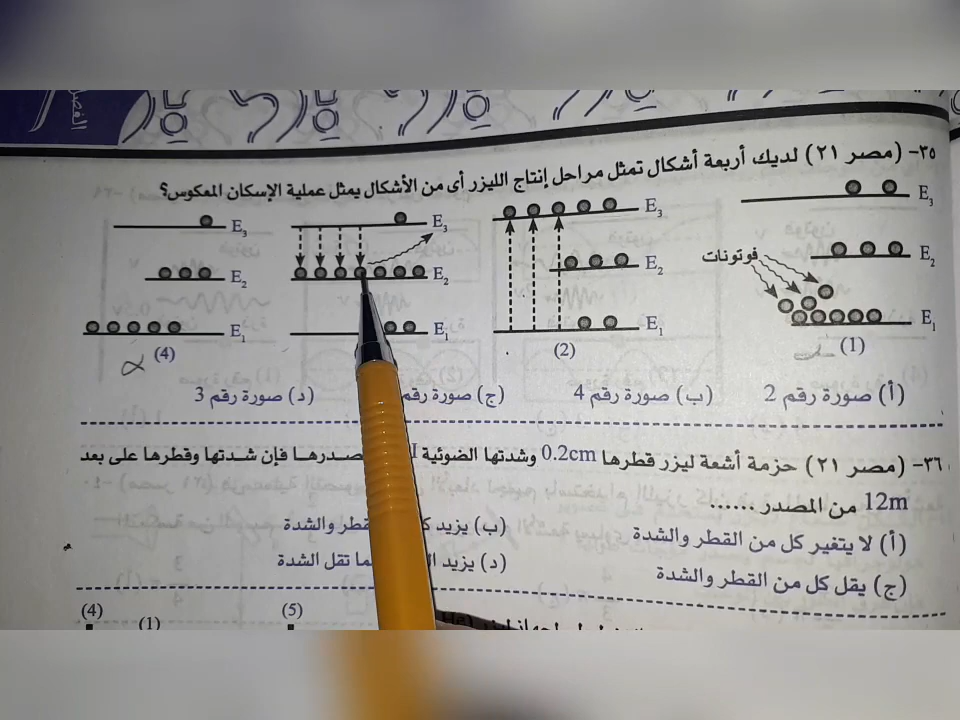 ٣٥- (مصر ٢١) لديك أربعة أشكال تمثل مراحل إنتاج الليزر أى من الأشكال يمثل عملية الإسكان المعكوس؟
E3
E2
E1
فوتونات
(1)
E3
E2
E1
(2)
E3
E2
E1
E3
E2
E1
(4)
(أ) صورة رقم 2
(ب) صورة رقم 4
(ج) صورة رقم
(د) صورة رقم 3
٣٦- (مصر ٢١) حزمة أشعة ليزر قطرها 0.2cm وشدتها الضوئية فإن شدتها وقطرها على بعد
12m من المصدر ......
(أ) لا يتغير كل من القطر والشدة
(ب) يزيد القطر والشدة
(ج) يقل كل من القطر والشدة
(د) يزيد تقل الشدة
(4)
(1)
(5)